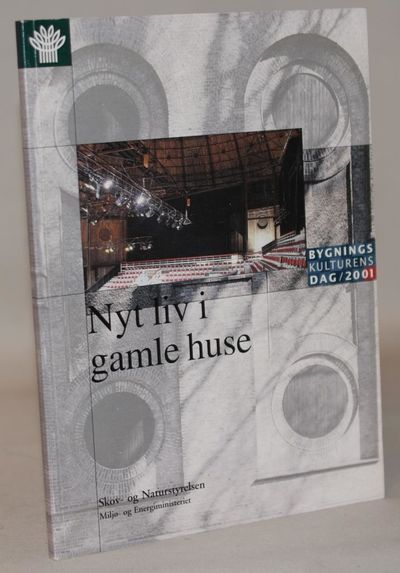 BYGNINGS
KULTURENS
DAG/2001
Nyt liv i
gamle huse
Skov- og Naturstyrelsen
Miljø- og Energiministeriet